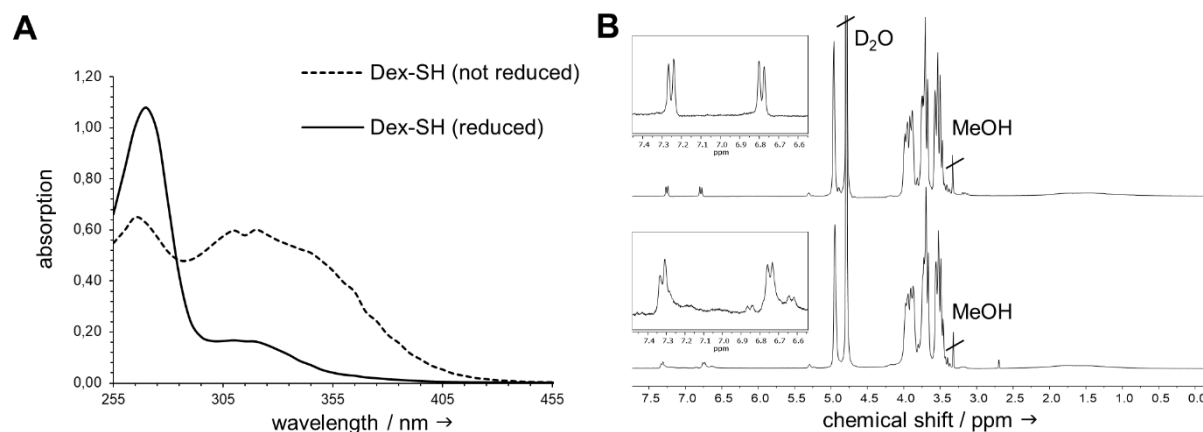 A
Dex-SH (not reduced)
Dex-SH (reduced)
1,20
1,00
0,80
0,60
0,40
0,20
0,00
absorption
255 305 355 405 455
wavelength / nm →
B
D₂O
MeOH
7.4 7.3 7.2 7.1 7.0 6.9 6.8 6.7 6.6
ppm
MeOH
7.4 7.3 7.2 7.1 7.0 6.9 6.8 6.7 6.6
ppm
7.5 7.0 6.5 6.0 5.5 5.0 4.5 4.0 3.5 3.0 2.5 2.0 1.5 1.0 0.5 0.0
chemical shift / ppm →